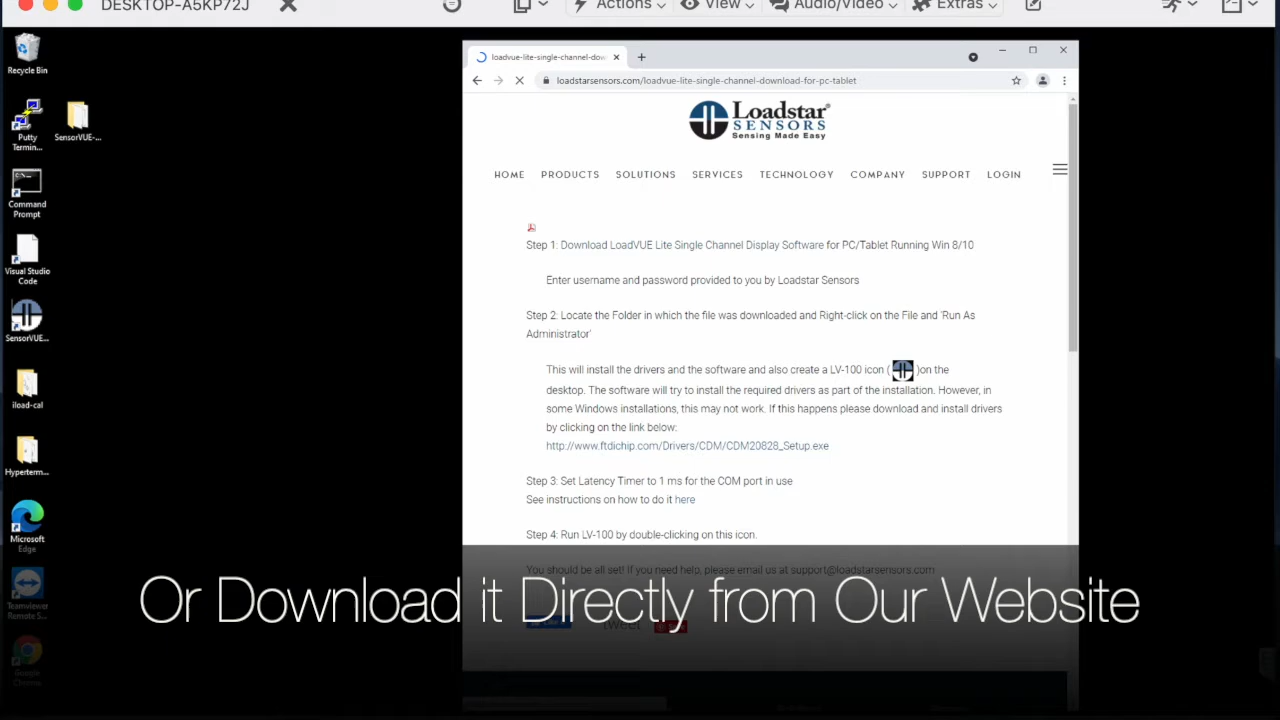 DESKTOP-A5KP72J
Actions
View
Audio/Video
Extras
Recycle Bin
Putty
Termin...
SensorVUE-...
Command
Prompt
Visual Studio
Code
SensorVUE...
iload-cal
Hyperterm...
Microsoft
Edge
Teamviewer
Remote S...
Google
Chrome
loadvue-lite-single-channel-dow
loadstarsensors.com/loadvue-lite-single-channel-download-for-pc-tablet
Loadstar®
SENSORS
Sensing Made Easy
HOME PRODUCTS SOLUTIONS SERVICES TECHNOLOGY COMPANY SUPPORT LOGIN
Step 1: Download LoadVUE Lite Single Channel Display Software for PC/Tablet Running Win 8/10
Enter username and password provided to you by Loadstar Sensors
Step 2: Locate the Folder in which the file was downloaded and Right-click on the File and 'Run As
Administrator'
This will install the drivers and the software and also create a LV-100 icon ( )on the
desktop. The software will try to install the required drivers as part of the installation. However, in
some Windows installations, this may not work. If this happens please download and install drivers
by clicking on the link below:
http://www.ftdichip.com/Drivers/CDM/CDM20828_Setup.exe
Step 3: Set Latency Timer to 1 ms for the COM port in use
See instructions on how to do it here
Step 4: Run LV-100 by double-clicking on this icon.
You should be all set! If you need help, please email us at support@loadstarsensors.com
Tweet
Or Download it Directly from Our Website